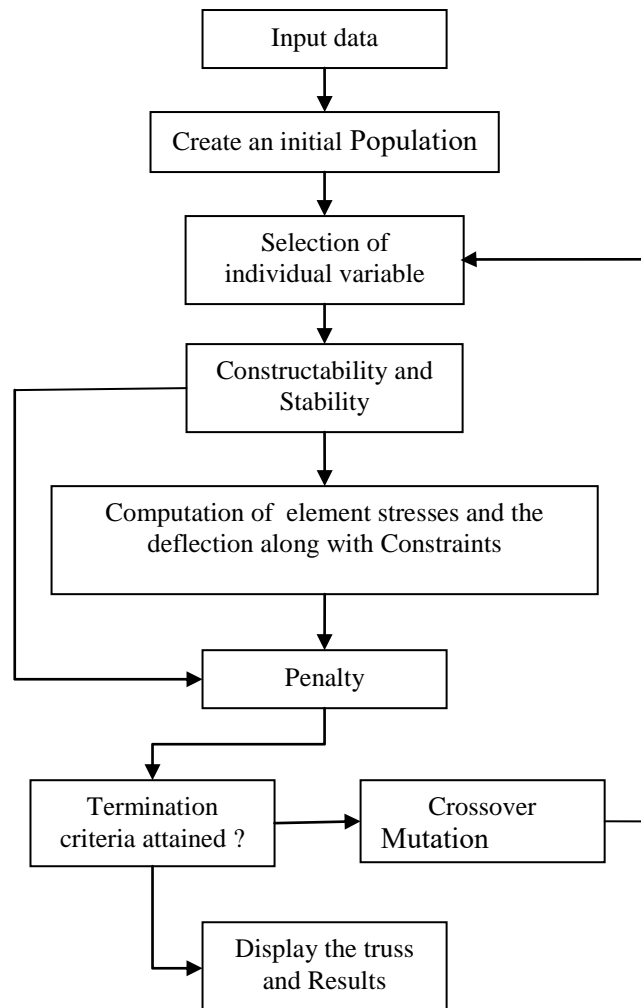 Input data
Create an initial Population
Selection of
individual variable
Constructability and
Stability
Computation of element stresses and the
deflection along with Constraints
Penalty
Termination
criteria attained ?
Crossover
Mutation
Display the truss
and Results